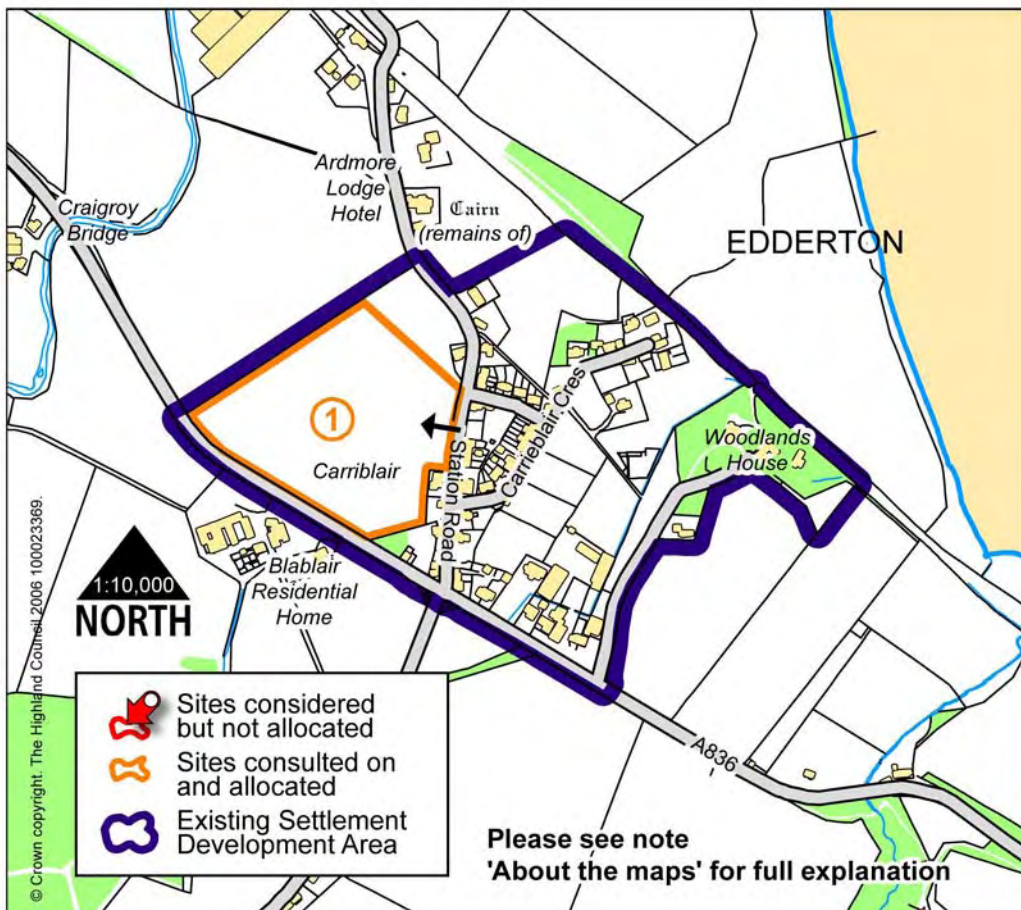 Ardmore
Lodge
Hotel
Cairn
(remains of)
Craigroy
Bridge
EDDERTON
1
Carriblair
Station Road
Carrieblair Cres
Woodlands
House
Blablair
Residential
Home
A836
1:10,000
NORTH
© Crown copyright. The Highland Council 2006 100023369.
Sites considered
but not allocated
Sites consulted on
and allocated
Existing Settlement
Development Area
Please see note
'About the maps' for full explanation